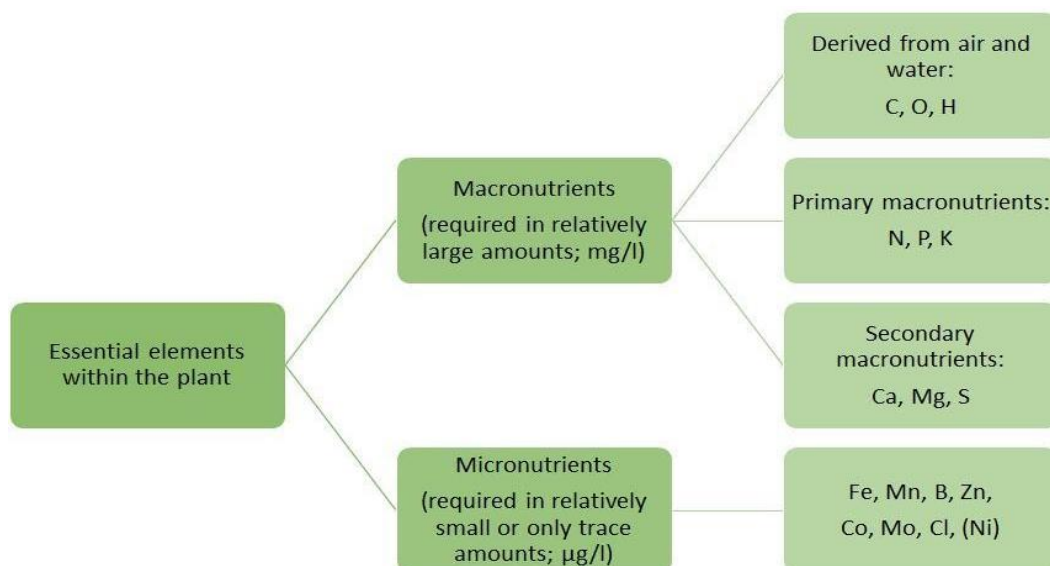 Essential elements
within the plant
Macronutrients
(required in relatively
large amounts; mg/l)
Micronutrients
(required in relatively
small or only trace
amounts; µg/l)
Derived from air and
water:
C, O, H
Primary macronutrients:
N, P, K
Secondary
macronutrients:
Ca, Mg, S
Fe, Mn, B, Zn,
Co, Mo, Cl, (Ni)